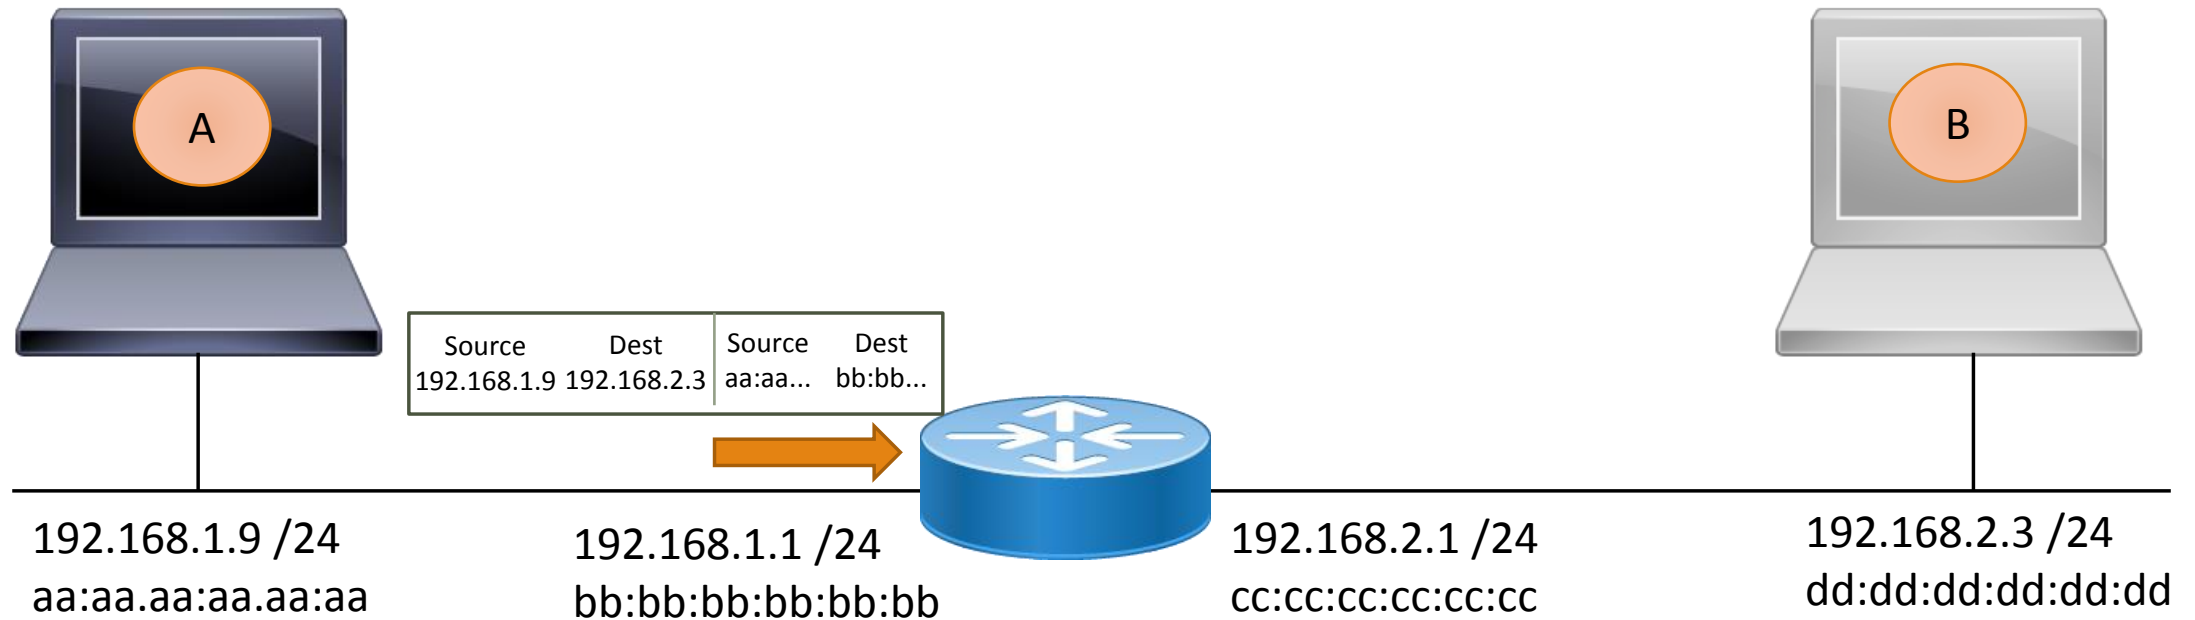 A
B
Source Dest Source Dest
192.168.1.9 192.168.2.3 aa:aa... bb:bb...
192.168.1.9 /24
aa:aa.aa:aa.aa:aa
192.168.1.1 /24
bb:bb:bb:bb:bb:bb
192.168.2.1 /24
cc:cc:cc:cc:cc:cc
192.168.2.3 /24
dd:dd:dd:dd:dd:dd